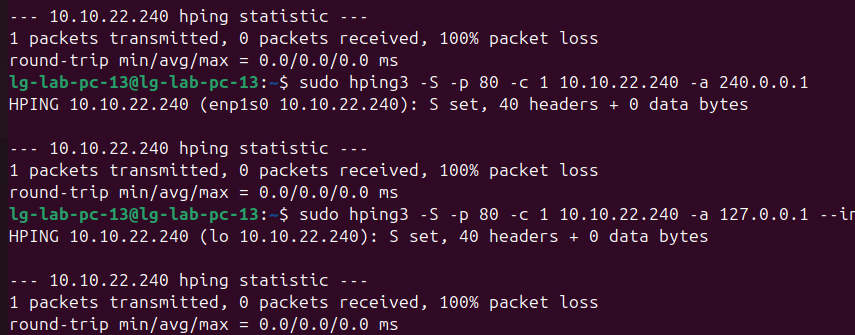 --- 10.10.22.240 hping statistic ---
1 packets transmitted, 0 packets received, 100% packet loss
round-trip min/avg/max = 0.0/0.0/0.0 ms
lg-lab-pc-13@lg-lab-pc-13:~$ sudo hping3 -S -p 80 -c 1 10.10.22.240 -a 240.0.0.1
HPING 10.10.22.240 (enp1s0 10.10.22.240): S set, 40 headers + 0 data bytes
--- 10.10.22.240 hping statistic ---
1 packets transmitted, 0 packets received, 100% packet loss
round-trip min/avg/max = 0.0/0.0/0.0 ms
lg-lab-pc-13@lg-lab-pc-13:~$ sudo hping3 -S -p 80 -c 1 10.10.22.240 -a 127.0.0.1
HPING 10.10.22.240 (lo 10.10.22.240): S set, 40 headers + 0 data bytes
--- 10.10.22.240 hping statistic ---
1 packets transmitted, 0 packets received, 100% packet loss
round-trip min/avg/max = 0.0/0.0/0.0 ms